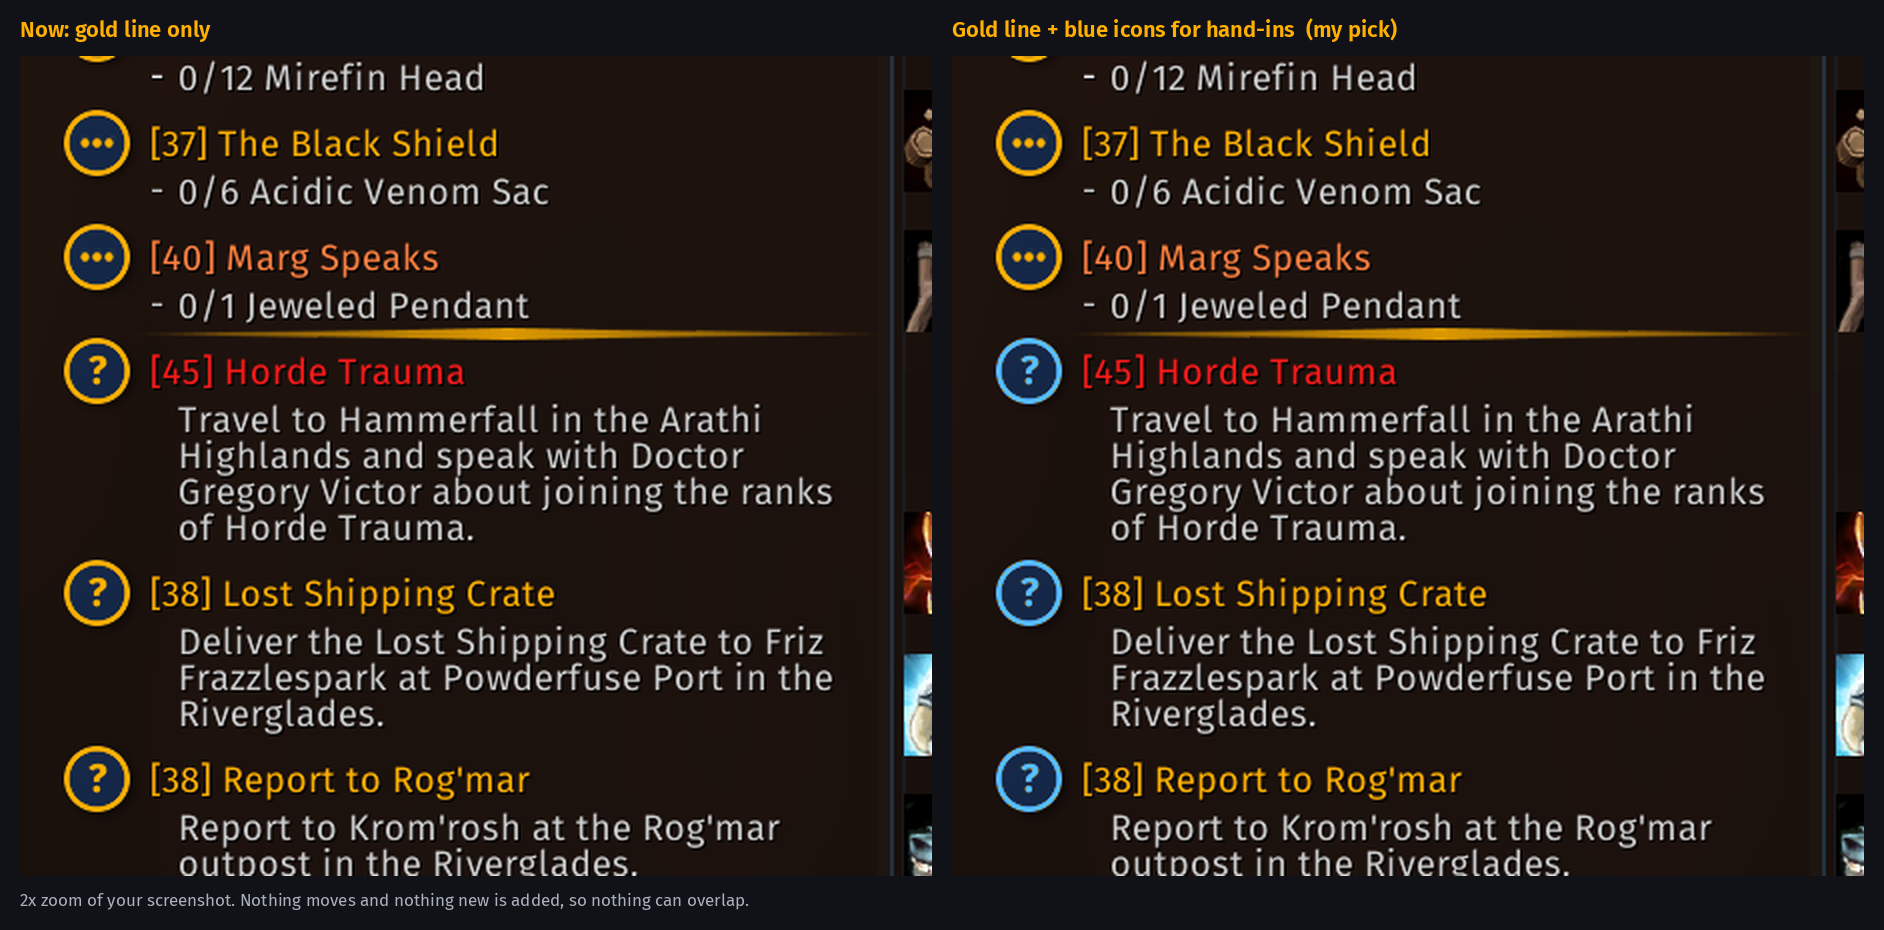 Now: gold line only
- 0/12 Mirefin Head
[37] The Black Shield
- 0/6 Acidic Venom Sac
[40] Marg Speaks
- 0/1 Jeweled Pendant
? [45] Horde Trauma
Travel to Hammerfall in the Arathi
Highlands and speak with Doctor
Gregory Victor about joining the ranks
of Horde Trauma.
? [38] Lost Shipping Crate
Deliver the Lost Shipping Crate to Friz
Frazzlespark at Powderfuse Port in the
Riverglades.
? [38] Report to Rog'mar
Report to Krom'rosh at the Rog'mar
outpost in the Riverglades.
Gold line + blue icons for hand-ins (my pick)
- 0/12 Mirefin Head
[37] The Black Shield
- 0/6 Acidic Venom Sac
[40] Marg Speaks
- 0/1 Jeweled Pendant
? [45] Horde Trauma
Travel to Hammerfall in the Arathi
Highlands and speak with Doctor
Gregory Victor about joining the ranks
of Horde Trauma.
? [38] Lost Shipping Crate
Deliver the Lost Shipping Crate to Friz
Frazzlespark at Powderfuse Port in the
Riverglades.
? [38] Report to Rog'mar
Report to Krom'rosh at the Rog'mar
outpost in the Riverglades.
2x zoom of your screenshot. Nothing moves and nothing new is added, so nothing can overlap.